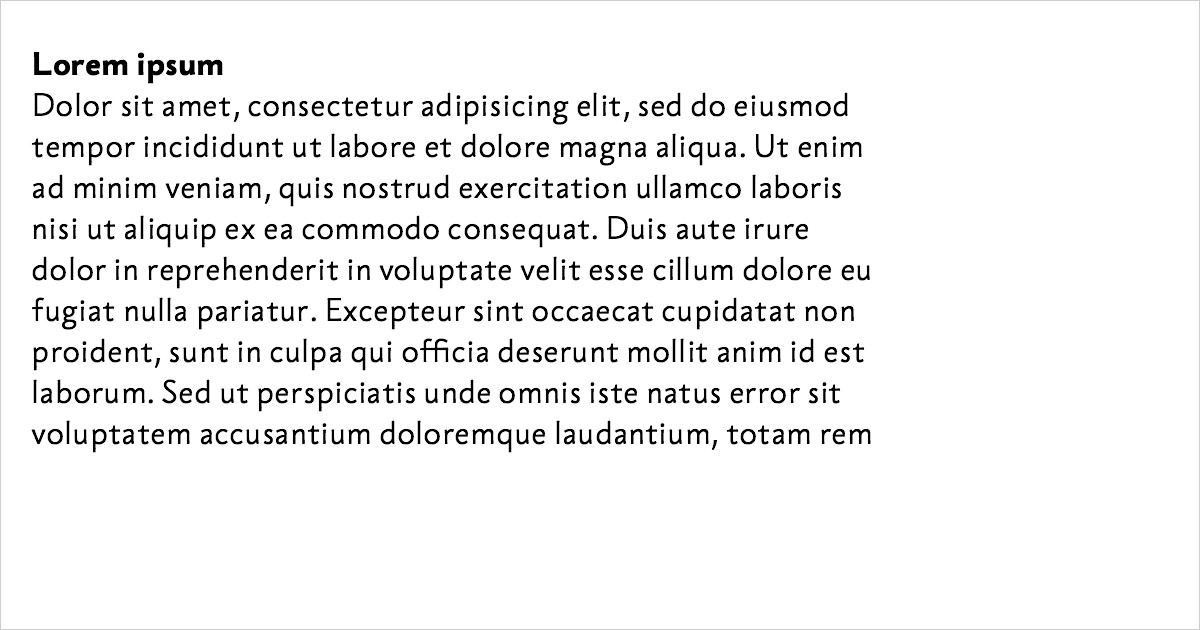 Lorem ipsum
Dolor sit amet, consectetur adipisicing elit, sed do eiusmod
tempor incididunt ut labore et dolore magna aliqua. Ut enim
ad minim veniam, quis nostrud exercitation ullamco laboris
nisi ut aliquip ex ea commodo consequat. Duis aute irure
dolor in reprehenderit in voluptate velit esse cillum dolore eu
fugiat nulla pariatur. Excepteur sint occaecat cupidatat non
proident, sunt in culpa qui officia deserunt mollit anim id est
laborum. Sed ut perspiciatis unde omnis iste natus error sit
voluptatem accusantium doloremque laudantium, totam rem